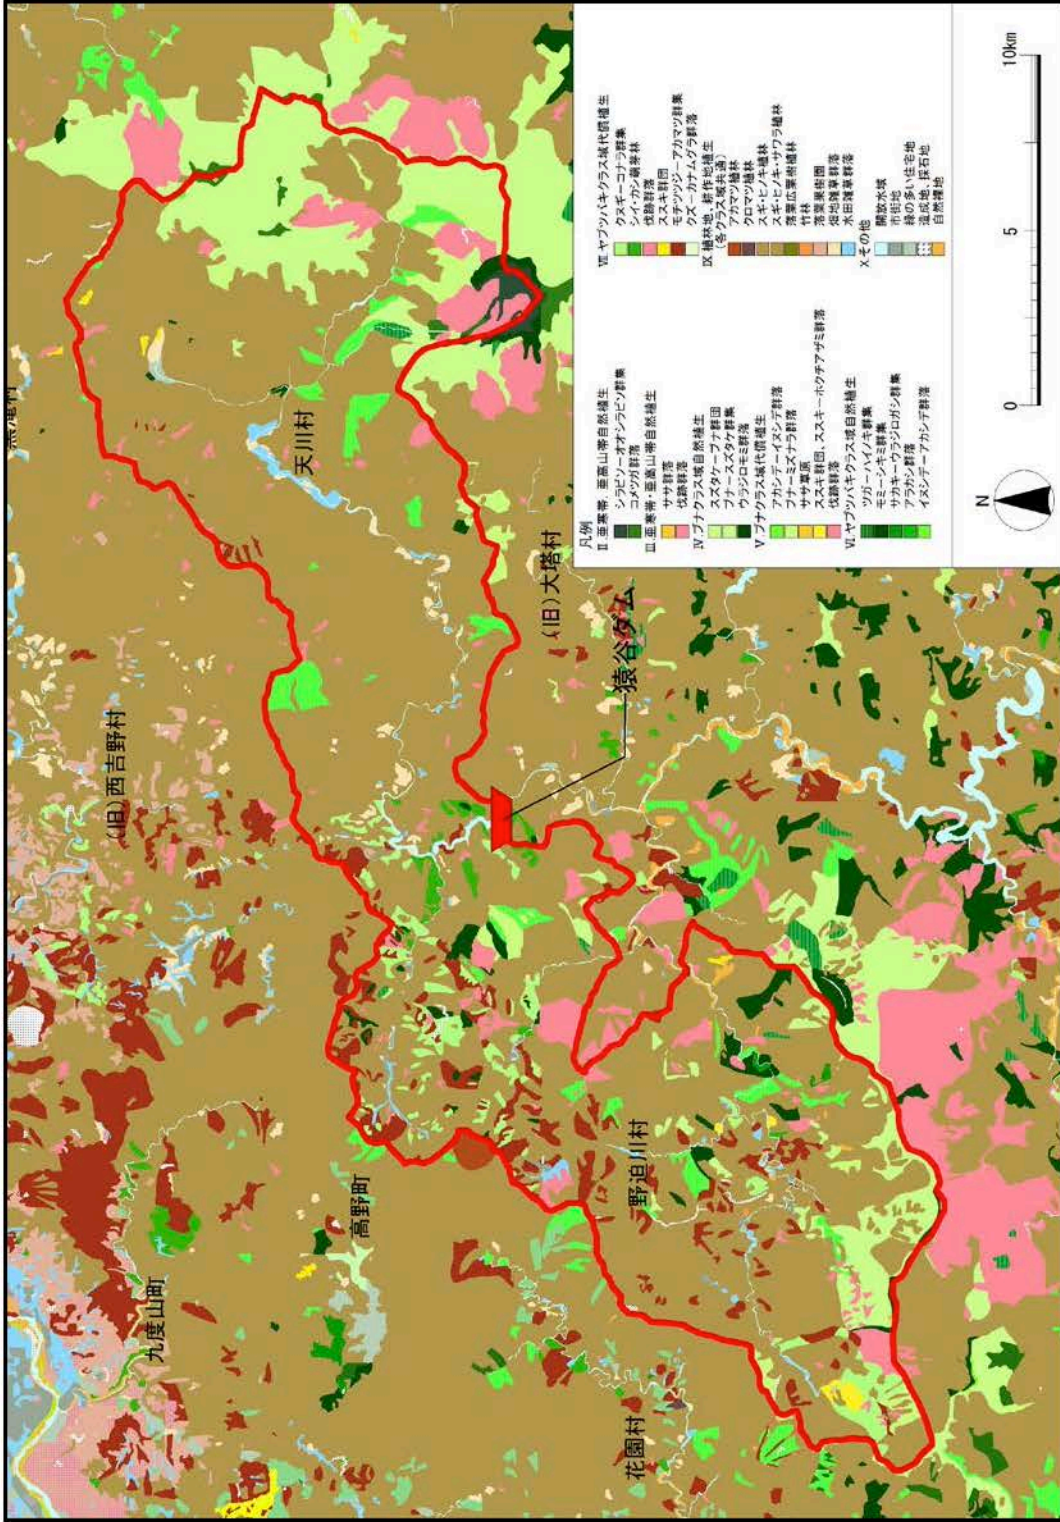 九度山町
高野町
花園村
野迫川村
(旧)西吉野村
天川村
(旧)大塔村
猿谷ダム
凡例
Ⅱ.亜寒帯・亜高山帯自然植生
シラビソーオオシラビソ群集
コメツガ群落
Ⅲ.亜寒帯・亜高山帯自然植生
ササ群落
伐跡群落
Ⅳ.ブナクラス域自然植生
スズタケーブナ群団
ブナースズタケ群集
ウラジロモミ群落
Ⅴ.ブナクラス域代償植生
アカシデーイヌシデ群落
ブナーミズナラ群落
ササ草原
ススキ群団、ススキーホクチアザミ群落
伐跡群落
Ⅵ.ヤブツバキクラス域自然植生
ツガーハイノキ群集
モミーシキミ群集
サカキーウラジロガシ群集
アラカシ群落
イヌシデーアカシデ群落
Ⅶ.ヤブツバキクラス域代償植生
クヌギーコナラ群集
シイ・カシ萌芽林
伐跡群落
ススキ群団
モチツツジーアカマツ群集
クズーカナムグラ群落
Ⅸ.植林地、耕作地植生
(各クラス域共通)
アカマツ植林
クロマツ植林
スギ・ヒノキ植林
スギ・ヒノキ・サワラ植林
落葉広葉樹植林
竹林
落葉果樹園
畑地雑草群落
水田雑草群落
Ⅹ.その他
開放水域
市街地
緑の多い住宅地
造成地、採石地
自然裸地
N
0 5 10km